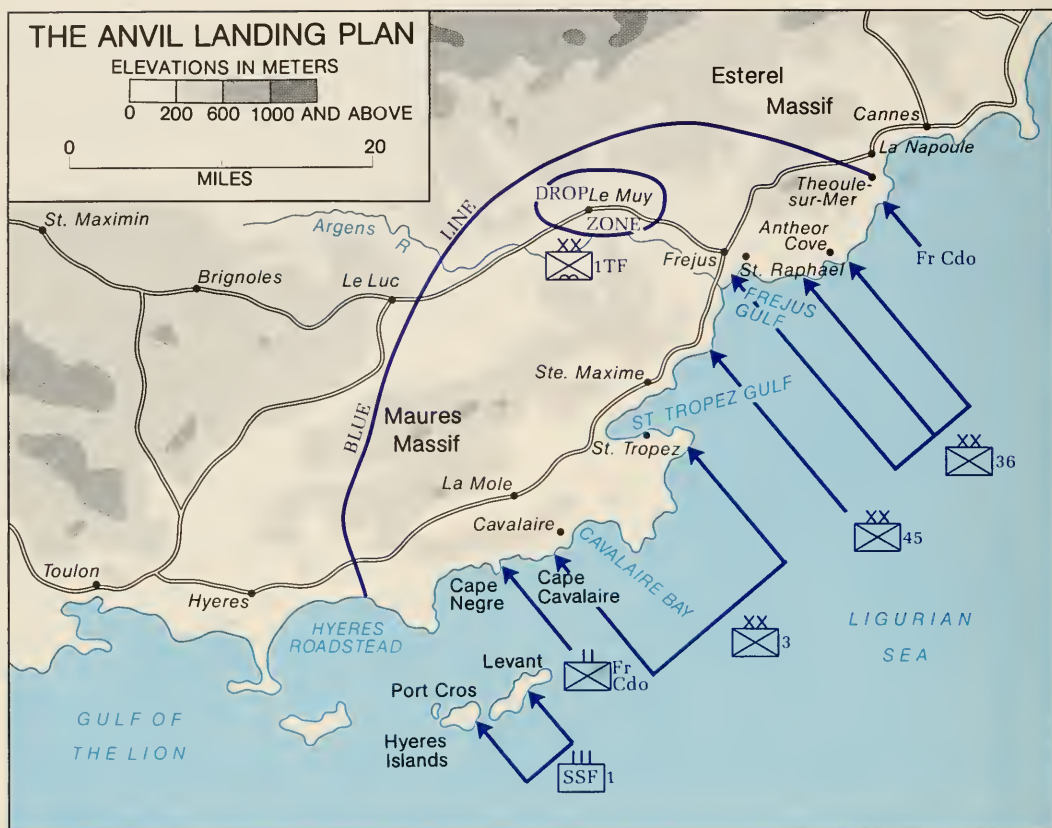 THE ANVIL LANDING PLAN
ELEVATIONS IN METERS
0 200 600 1000 AND ABOVE
0 20
MILES
Esterel
Massif
Cannes
La Napoule
Theoule-
sur-Mer
Fr Cdo
DROP Le Muy
ZONE
XX
1TF
LINE
BLUE
St. Maximin
Argens R
Brignoles
Le Luc
Frejus
Antheor
Cove
St. Raphael
FREJUS
GULF
Ste. Maxime
ST TROPEZ GULF
St. Tropez
Maures
Massif
La Mole
Cavalaire
CAVALAIRE BAY
XX
36
XX
45
XX
3
Toulon
Hyeres
Cape
Negre
Cape
Cavalaire
HYERES
ROADSTEAD
LIGURIAN
SEA
II
Fr
Cdo
Levant
Port Cros
Hyeres
Islands
III
SSF 1
GULF OF
THE LION